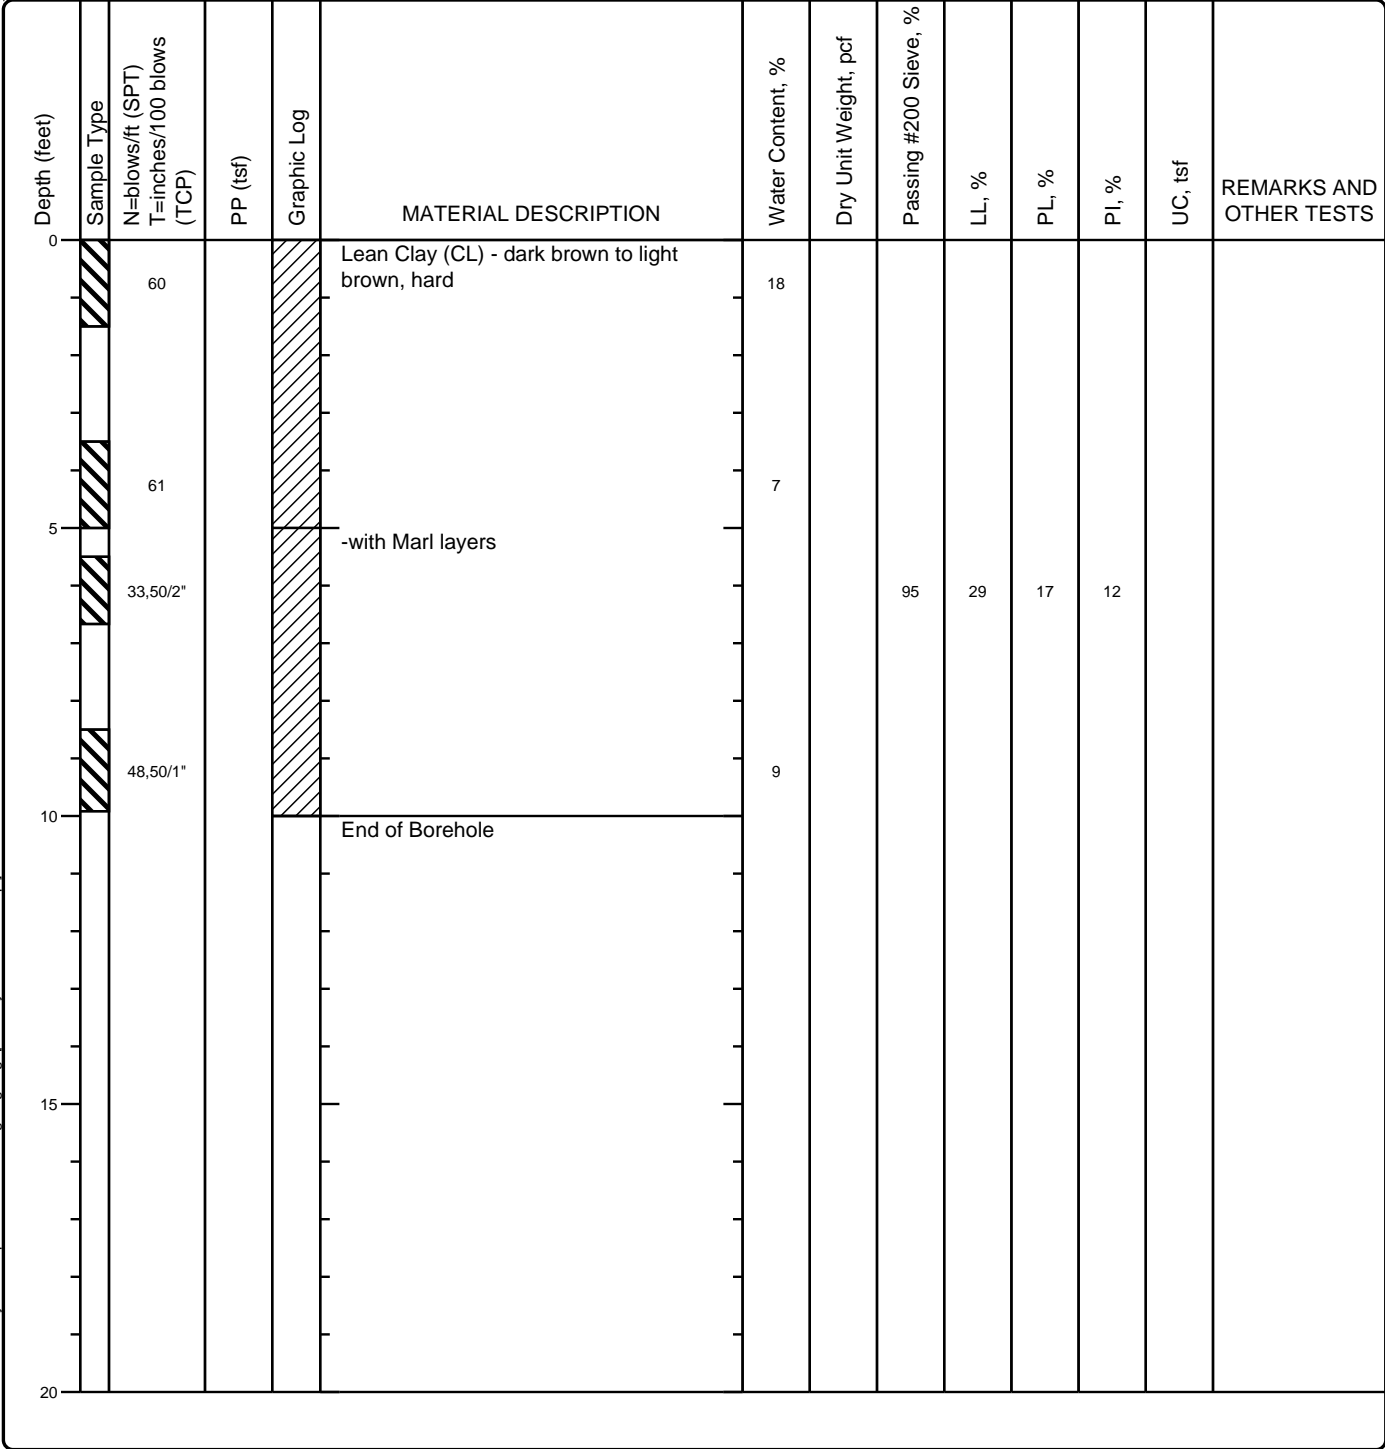 Depth (feet)
Sample Type
N=blows/ft (SPT)
T=inches/100 blows
(TCP)
PP (tsf)
Graphic Log
MATERIAL DESCRIPTION
Water Content, %
Dry Unit Weight, pcf
Passing #200 Sieve, %
LL, %
PL, %
PI, %
UC, tsf
REMARKS AND
OTHER TESTS
0
Lean Clay (CL) - dark brown to light
brown, hard
60
18
61
7
5
-with Marl layers
33,50/2"
95
29
17
12
48,50/1"
9
10
End of Borehole
15
20